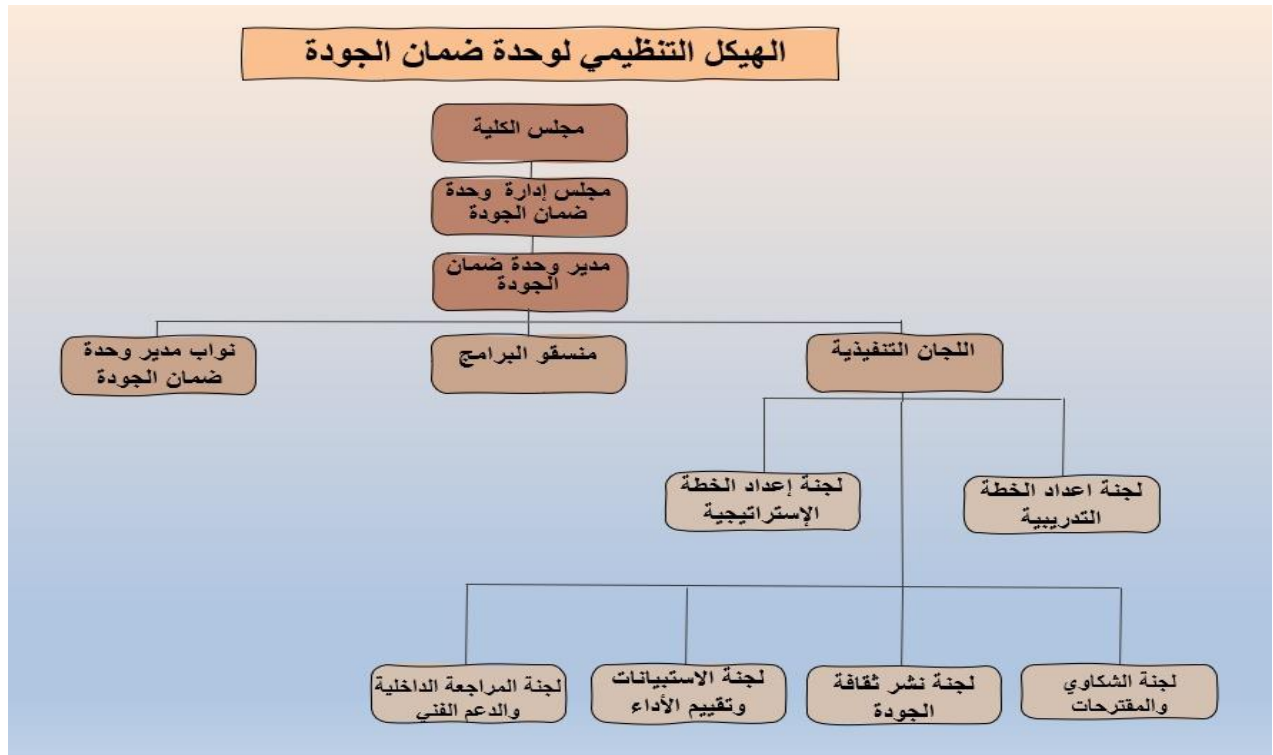 الهيكل التنظيمي لوحدة ضمان الجودة
مجلس الكلية
مجلس إدارة وحدة
ضمان الجودة
مدير وحدة ضمان
الجودة
اللجان التنفيذية
منسقو البرامج
نواب مدير وحدة
ضمان الجودة
لجنة اعداد الخطة
التدريبية
لجنة إعداد الخطة
الإستراتيجية
لجنة الشكاوي
والمقترحات
لجنة نشر ثقافة
الجودة
لجنة الاستبيانات
وتقييم الأداء
لجنة المراجعة الداخلية
والدعم الفني